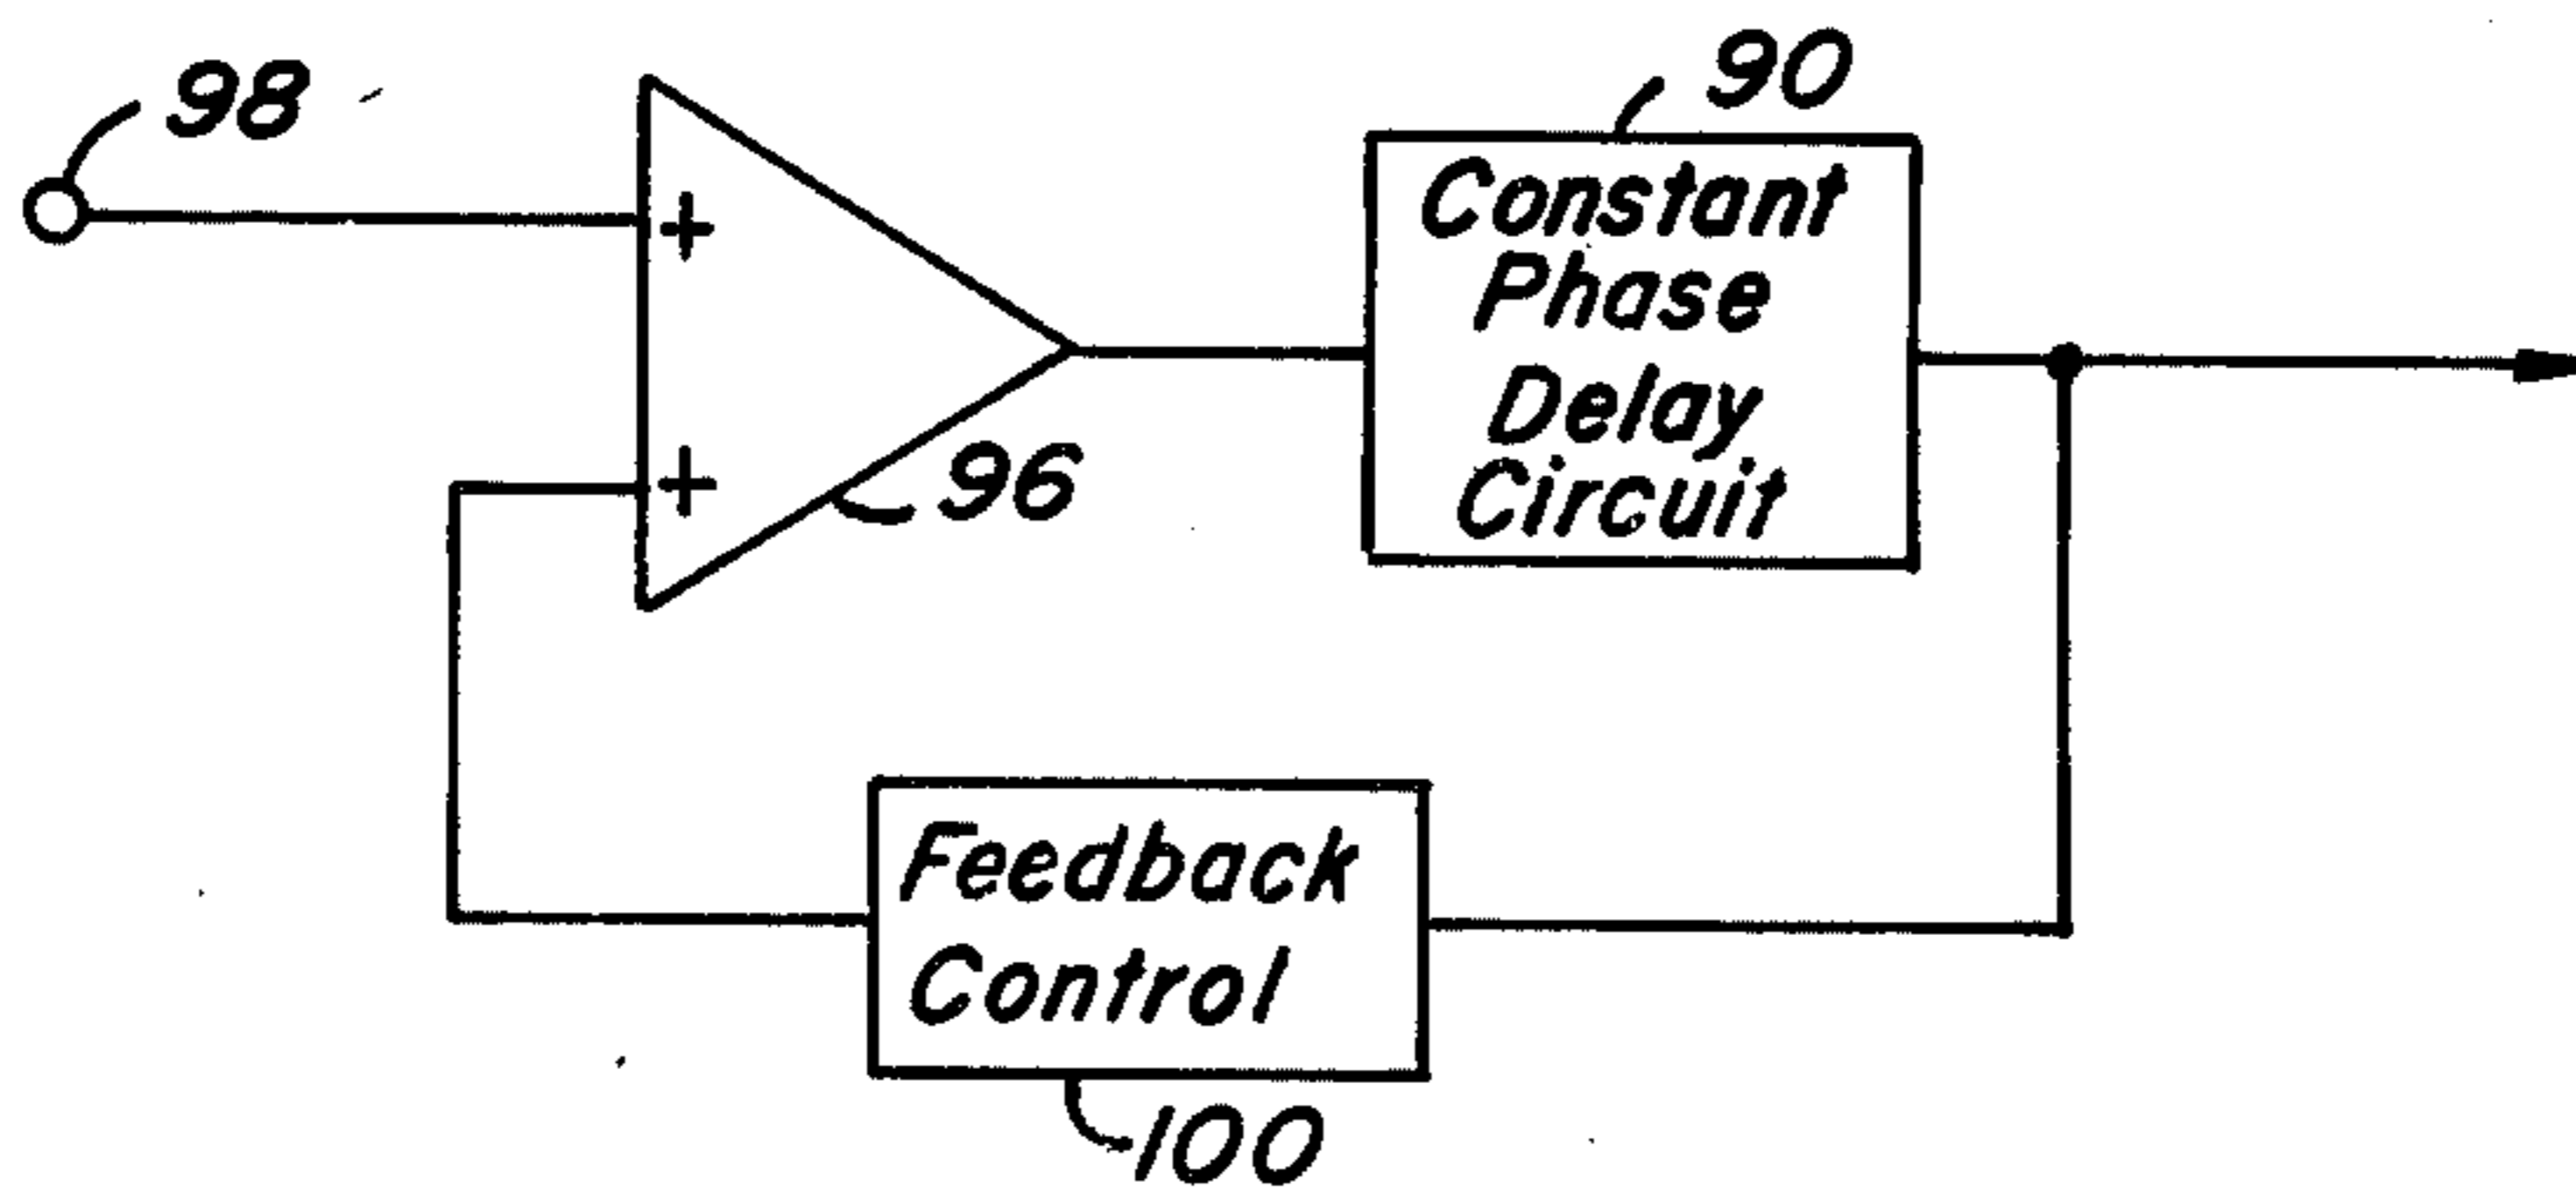 98
90
+
Constant
Phase
Delay
Circuit
+
96
Feedback
Control
100